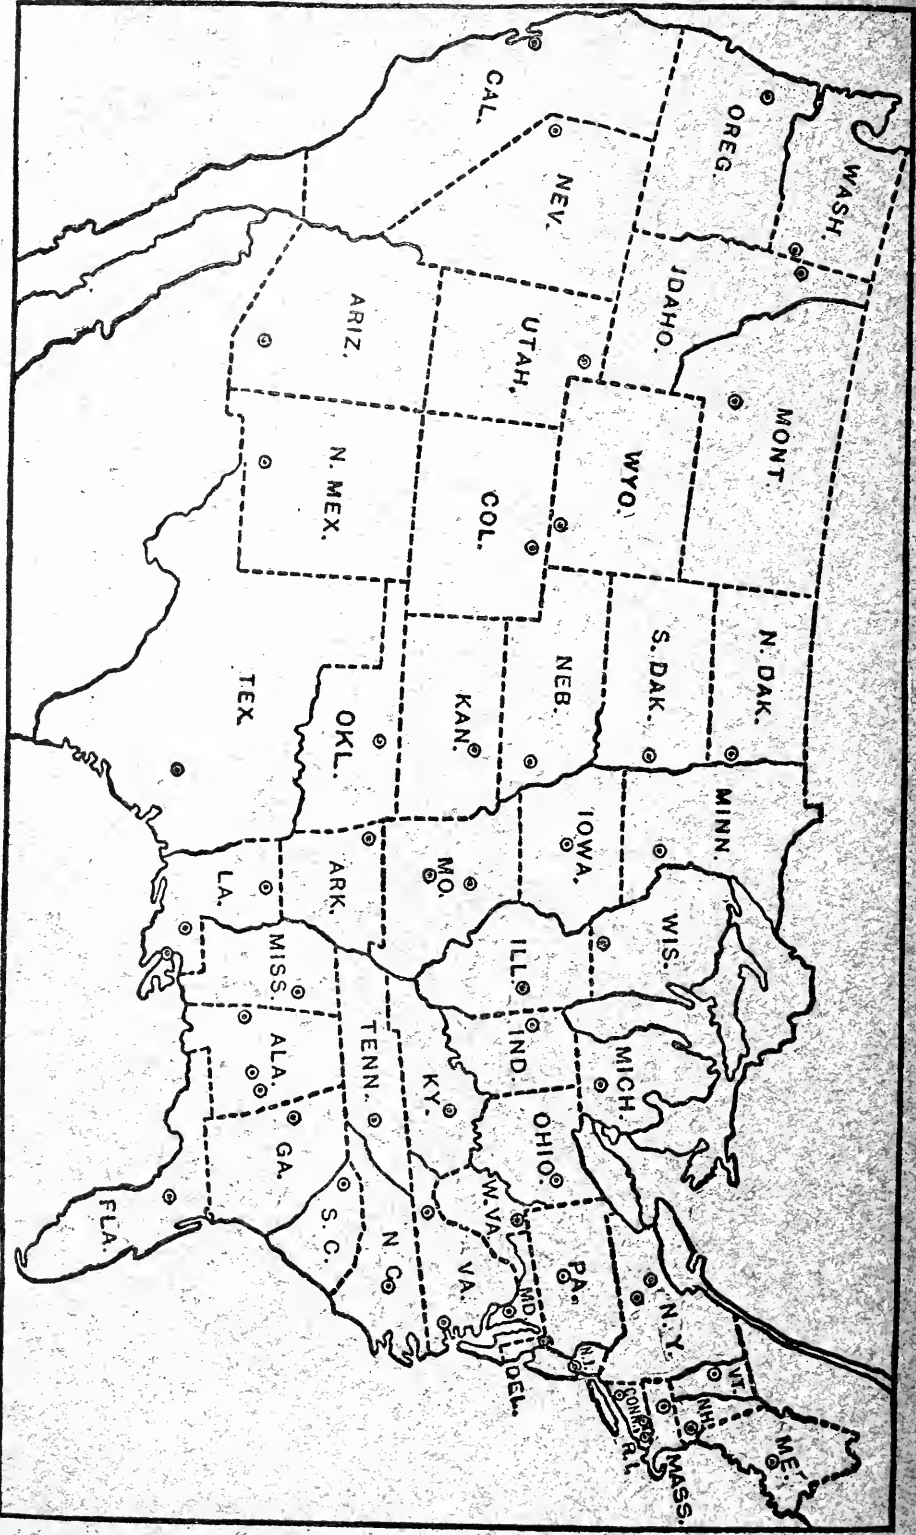 WASH.
OREG.
CAL.
NEV.
IDAHO.
MONT.
WYO.
UTAH.
ARIZ.
COL.
N. MEX.
N. DAK.
S. DAK.
NEB.
KAN.
OKL.
TEX.
MINN.
IOWA.
MO.
ARK.
LA.
WIS.
ILL.
MICH.
IND.
OHIO.
KY.
TENN.
MISS.
ALA.
GA.
FLA.
S. C.
N. C.
VA.
W. VA.
MD.
DEL.
PA.
N.J.
N. Y.
CONN.
R.I.
MASS.
VT.
N.H.
ME.